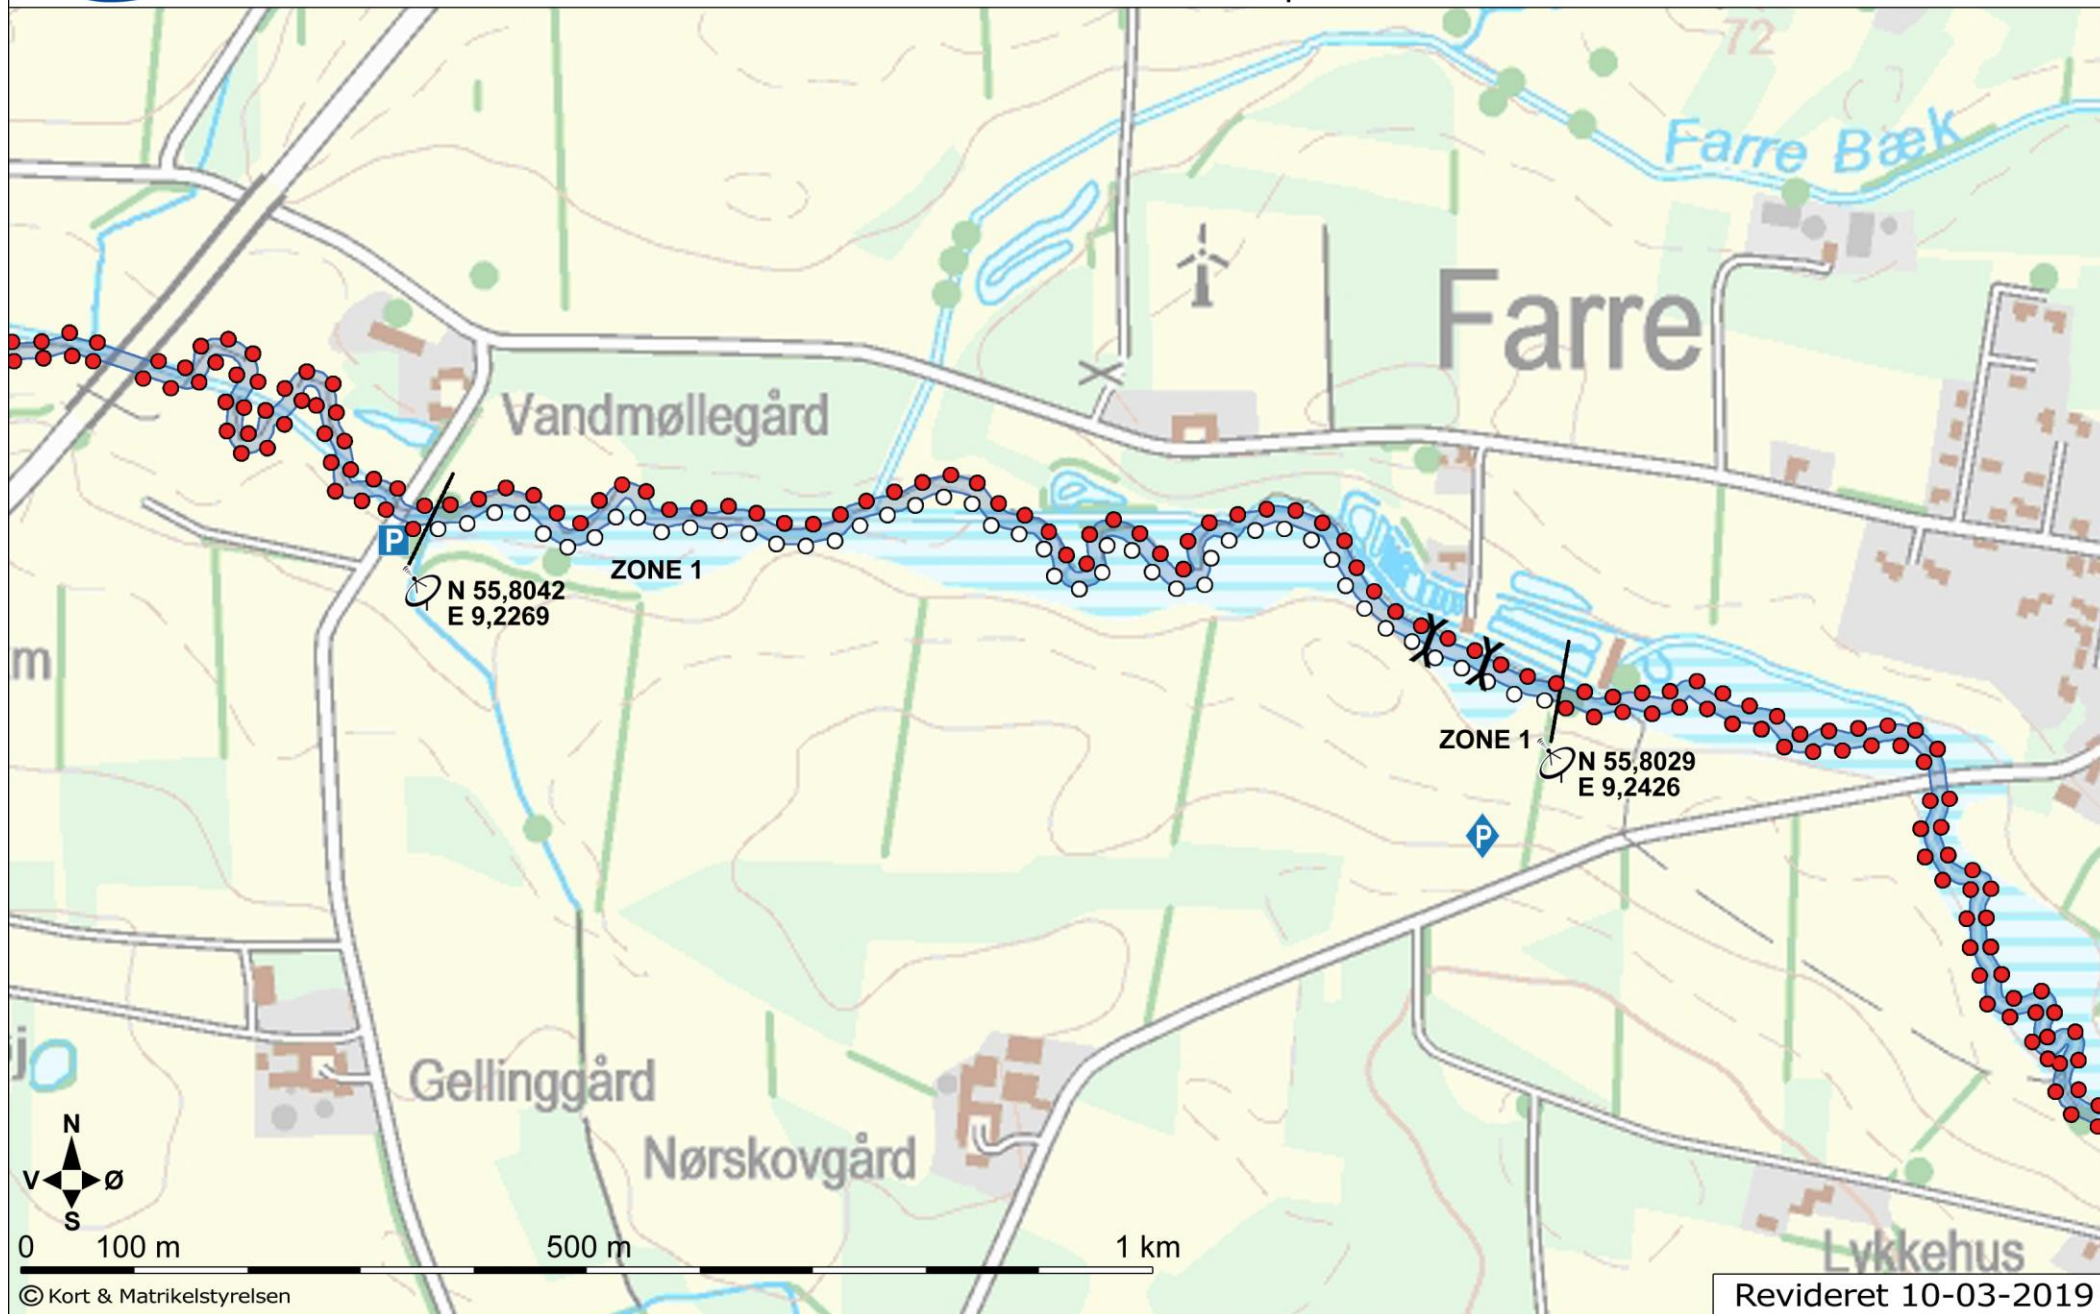 72
Farre Bæk
Farre
Vandmøllegård
P
ZONE 1
N 55,8042
E 9,2269
m
ZONE 1
N 55,8029
E 9,2426
P
j
Gellinggård
Nørskovgård
N
V Ø
S
Lykkehus
0 100 m 500 m 1 km
© Kort & Matrikelstyrelsen
Revideret 10-03-2019